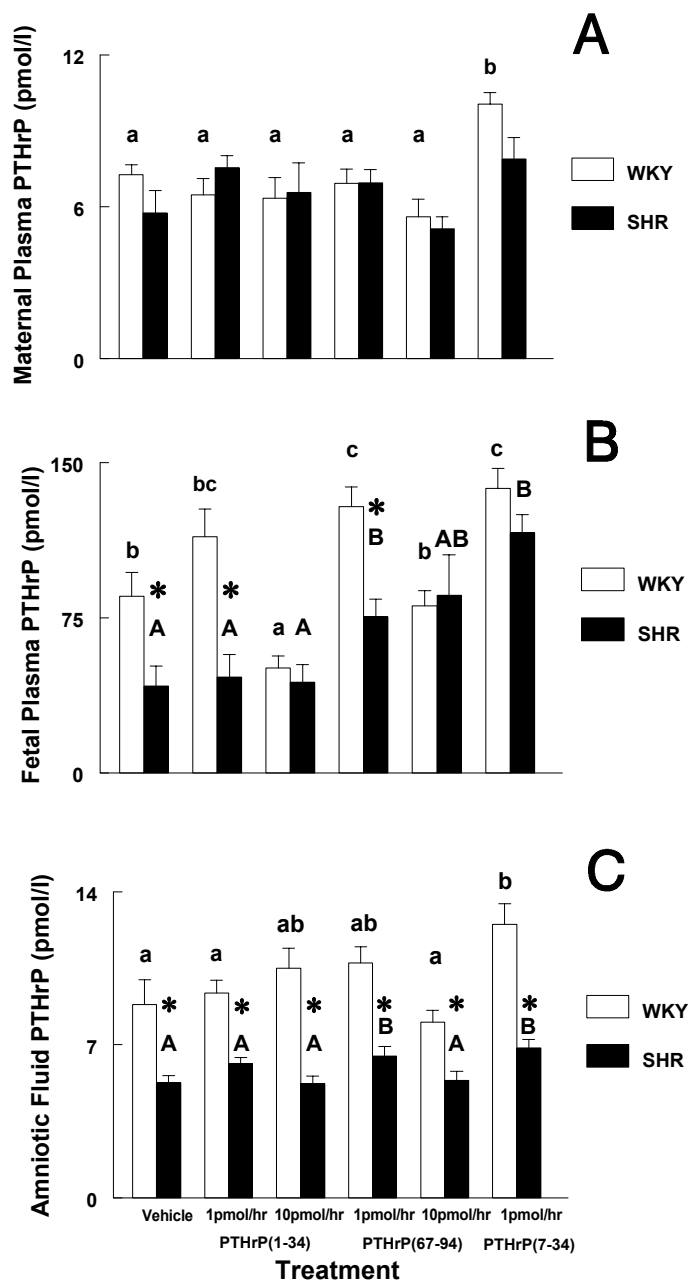 A
Maternal Plasma PTHrP (pmol/l)
12
6
0
a a a a a b
WKY
SHR
B
Fetal Plasma PTHrP (pmol/l)
150
75
0
b bc a c b c
* * A * AB B
A A B
WKY
SHR
C
Amniotic Fluid PTHrP (pmol/l)
14
7
0
a a ab ab a b
* * * * * *
A A A B A B
WKY
SHR
Vehicle 1pmol/hr 10pmol/hr 1pmol/hr 10pmol/hr 1pmol/hr
PTHrP(1-34) PTHrP(67-94) PTHrP(7-34)
Treatment